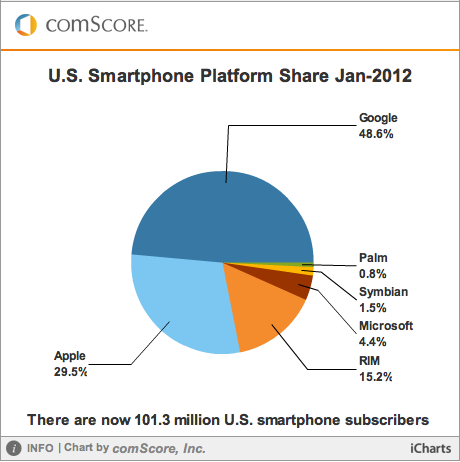 comScore.
U.S. Smartphone Platform Share Jan-2012
Google
48.6%
Palm
0.8%
Symbian
1.5%
Microsoft
4.4%
RIM
15.2%
Apple
29.5%
There are now 101.3 million U.S. smartphone subscribers
i INFO | Chart by comScore, Inc. iCharts